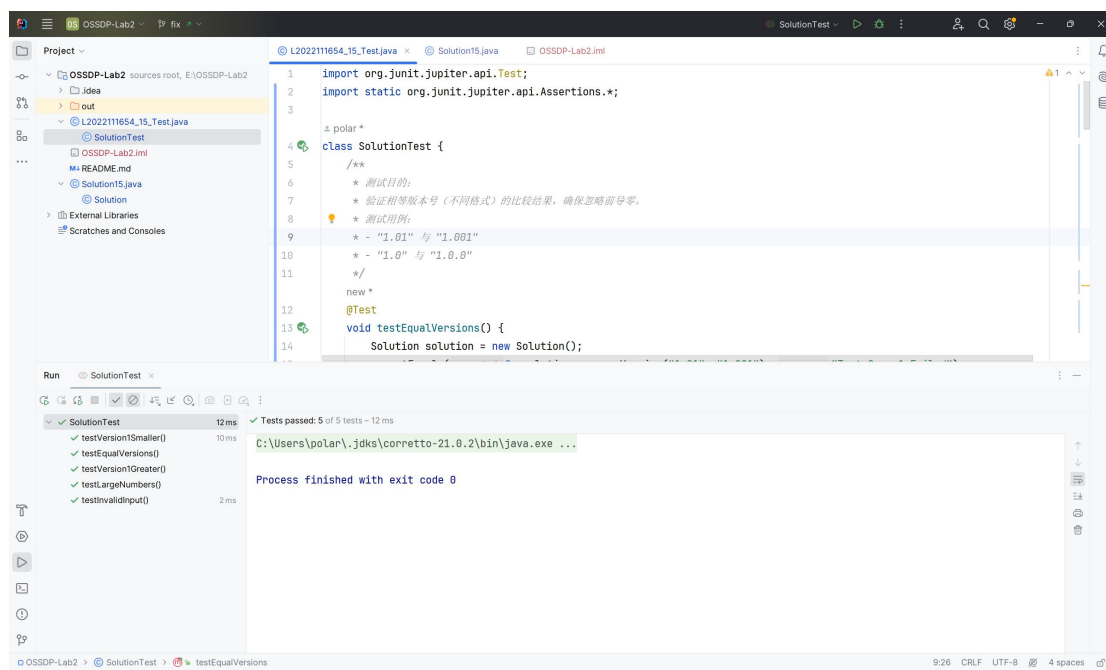 DS OSSDP-Lab2 fix SolutionTest
Project
L2022111654_15_Test.java Solution15.java OSSDP-Lab2.iml
OSSDP-Lab2 sources root, E:\OSSDP-Lab2
.idea
out
L2022111654_15_Test.java
SolutionTest
OSSDP-Lab2.iml
M↓ README.md
Solution15.java
Solution
External Libraries
Scratches and Consoles
1 import org.junit.jupiter.api.Test;
2 import static org.junit.jupiter.api.Assertions.*;
3
polar *
4 class SolutionTest {
5 /**
6 * 测试目的：
7 * 验证相等版本号（不同格式）的比较结果，确保忽略前导零。
8 * 测试用例：
9 * - "1.01" 与 "1.001"
10 * - "1.0" 与 "1.0.0"
11 */
new *
12 @Test
13 void testEqualVersions() {
14 Solution solution = new Solution();
1
Run SolutionTest
SolutionTest 12 ms
testVersion1Smaller() 10 ms
testEqualVersions()
testVersion1Greater()
testLargeNumbers()
testInvalidInput() 2 ms
Tests passed: 5 of 5 tests – 12 ms
C:\Users\polar\.jdks\corretto-21.0.2\bin\java.exe ...
Process finished with exit code 0
OSSDP-Lab2 > SolutionTest > testEqualVersions 9:26 CRLF UTF-8 4 spaces